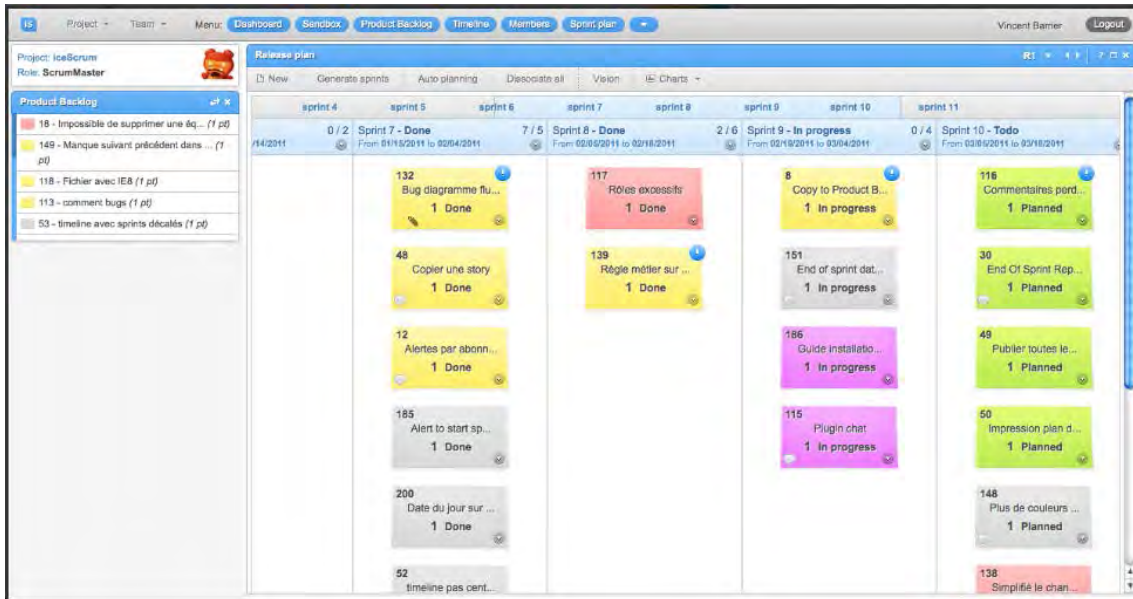 iS Project Team Menu: Dashboard Sandbox Product Backlog Timeline Members Sprint plan Vincent Barrier Logout
Project: IceScrum
Role: ScrumMaster
Product Backlog
18 - Impossible de supprimer une éq... (1 pt)
149 - Manque suivant précédent dans ... (1
pt)
118 - Fichier avec IE8 (1 pt)
113 - comment bugs (1 pt)
53 - timeline avec sprints décalés (1 pt)
Release plan R1 ?
New Generate sprints Auto planning Dissociate all Vision Charts
sprint 4 sprint 5 sprint 6 sprint 7 sprint 8 sprint 9 sprint 10 sprint 11
0 / 2 Sprint 7 - Done 7 / 5 Sprint 8 - Done 2 / 6 Sprint 9 - In progress 0 / 4 Sprint 10 - Todo
/14/2011 From 01/15/2011 to 02/04/2011 From 02/05/2011 to 02/18/2011 From 02/19/2011 to 03/04/2011 From 03/05/2011 to 03/18/2011
132
Bug diagramme flu...
1 Done
48
Copier une story
1 Done
12
Alertes par abonn...
1 Done
185
Alert to start sp...
1 Done
200
Date du jour sur ...
1 Done
52
timeline pas cent...
117
Rôles excessifs
1 Done
139
Règle métier sur ...
1 Done
8
Copy to Product B...
1 In progress
151
End of sprint dat...
1 In progress
186
Guide installatio...
1 In progress
115
Plugin chat
1 In progress
116
Commentaires perd...
1 Planned
30
End Of Sprint Rep...
1 Planned
49
Publier toutes le...
1 Planned
50
Impression plan d...
1 Planned
148
Plus de couleurs ...
1 Planned
138
Simplifié le chan...